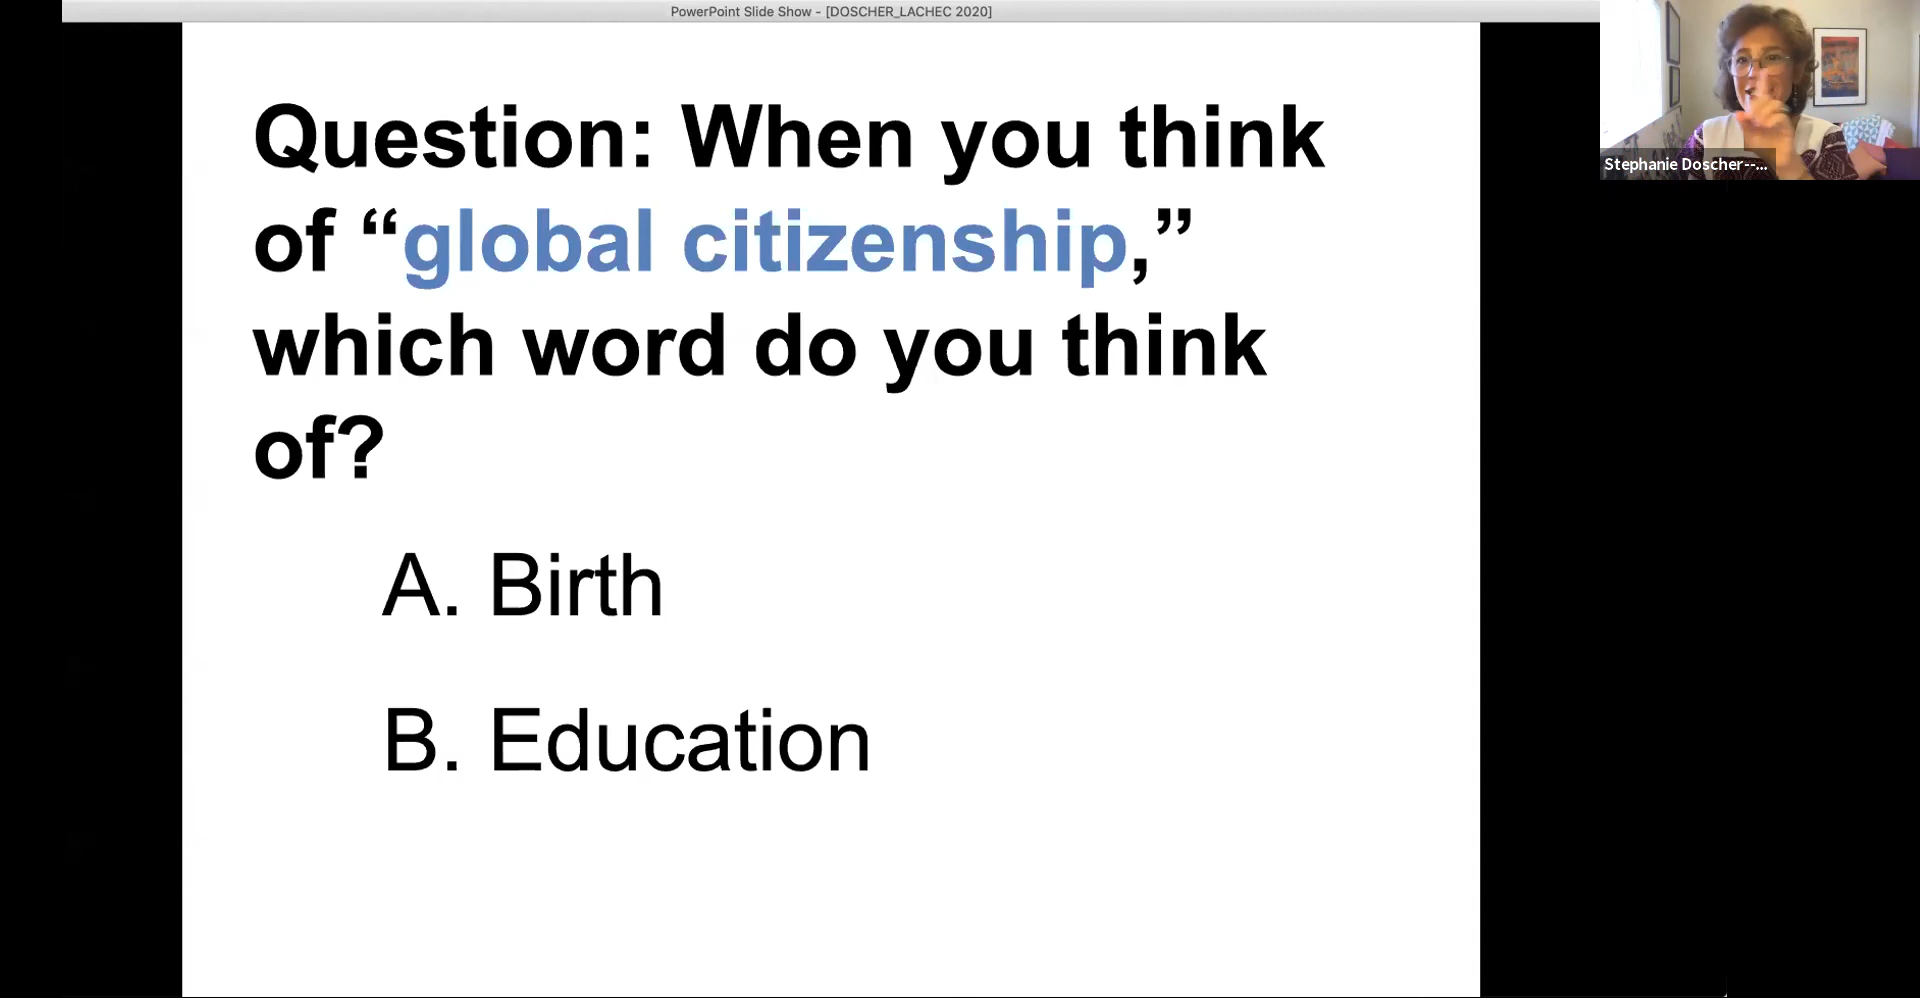 PowerPoint Slide Show - [DOSCHER_LACHEC 2020]
Question: When you think
of “global citizenship,”
which word do you think
of?
A. Birth
B. Education
Stephanie Doscher--...